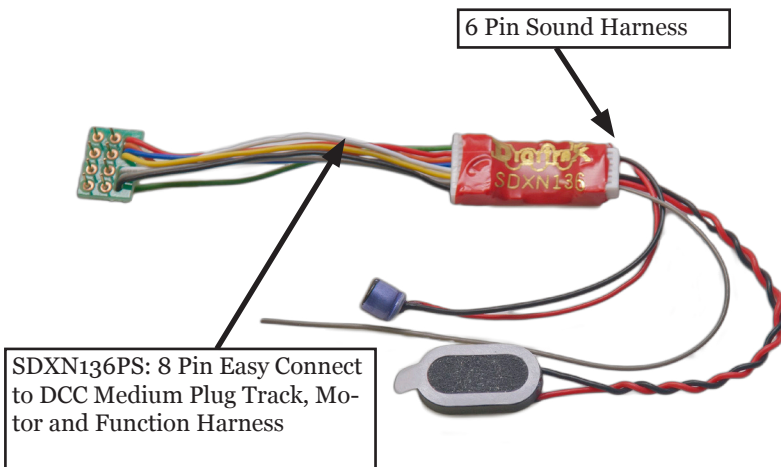 6 Pin Sound Harness
Digitrax
SDXN136
SDXN136PS: 8 Pin Easy Connect
to DCC Medium Plug Track, Mo-
tor and Function Harness